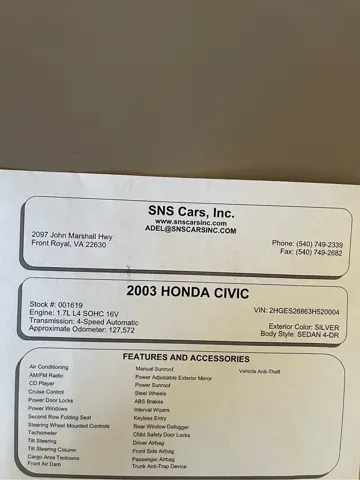 SNS Cars, Inc.
www.snscarsinc.com
ADEL@SNSCARSINC.COM
2097 John Marshall Hwy
Front Royal, VA 22630
Phone: (540) 749-2339
Fax: (540) 749-2682
2003 HONDA CIVIC
Stock #: 001619
Engine: 1.7L L4 SOHC 16V
Transmission: 4-Speed Automatic
Approximate Odometer: 127,572
VIN: 2HGES26863H520004
Exterior Color: SILVER
Body Style: SEDAN 4-DR
FEATURES AND ACCESSORIES
Air Conditioning
AM/FM Radio
CD Player
Cruise Control
Power Door Locks
Power Windows
Second Row Folding Seat
Steering Wheel Mounted Controls
Tachometer
Tilt Steering
Tilt Steering Column
Cargo Area Tiedowns
Front Air Dam
Manual Sunroof
Power Adjustable Exterior Mirror
Power Sunroof
Steel Wheels
ABS Brakes
Interval Wipers
Keyless Entry
Rear Window Defogger
Child Safety Door Locks
Driver Airbag
Front Side Airbag
Passenger Airbag
Trunk Anti-Trap Device
Vehicle Anti-Theft